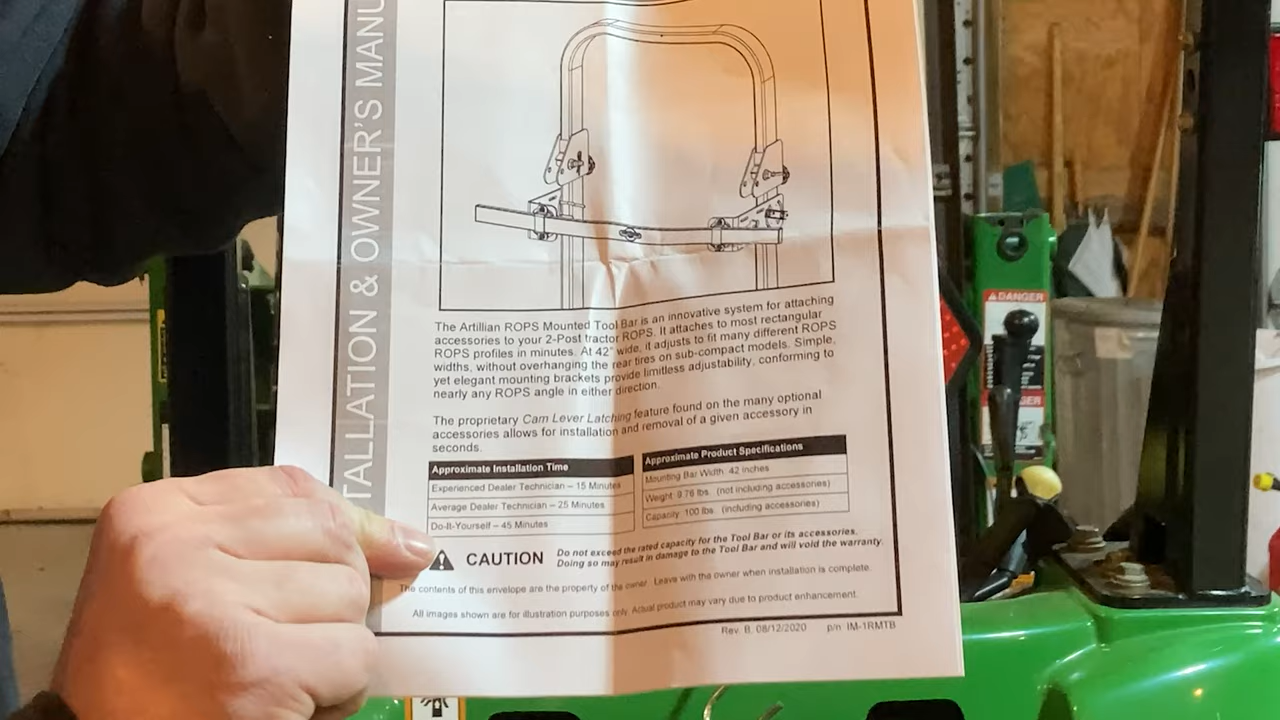 TALLATION & OWNER'S MANU
The Artillian ROPS Mounted Tool Bar is an innovative system for attaching
accessories to your 2-Post tractor ROPS. It attaches to most rectangular
ROPS profiles in minutes. At 42" wide, it adjusts to fit many different ROPS
widths, without overhanging the rear tires on sub-compact models. Simple,
yet elegant mounting brackets provide limitless adjustability, conforming to
nearly any ROPS angle in either direction.
The proprietary Cam Lever Latching feature found on the many optional
accessories allows for installation and removal of a given accessory in
seconds.
Approximate Installation Time
Experienced Dealer Technician – 15 Minutes
Average Dealer Technician – 25 Minutes
Do-It-Yourself – 45 Minutes
Approximate Product Specifications
Mounting Bar Width: 42 inches
Weight: 9.76 lbs. (not including accessories)
Capacity: 100 lbs. (including accessories)
CAUTION
Do not exceed the rated capacity for the Tool Bar or its accessories.
Doing so may result in damage to the Tool Bar and will void the warranty.
The contents of this envelope are the property of the owner. Leave with the owner when installation is complete.
All images shown are for illustration purposes only. Actual product may vary due to product enhancement.
Rev. B, 08/12/2020 p/n IM-1RMTB
DANGER
GER